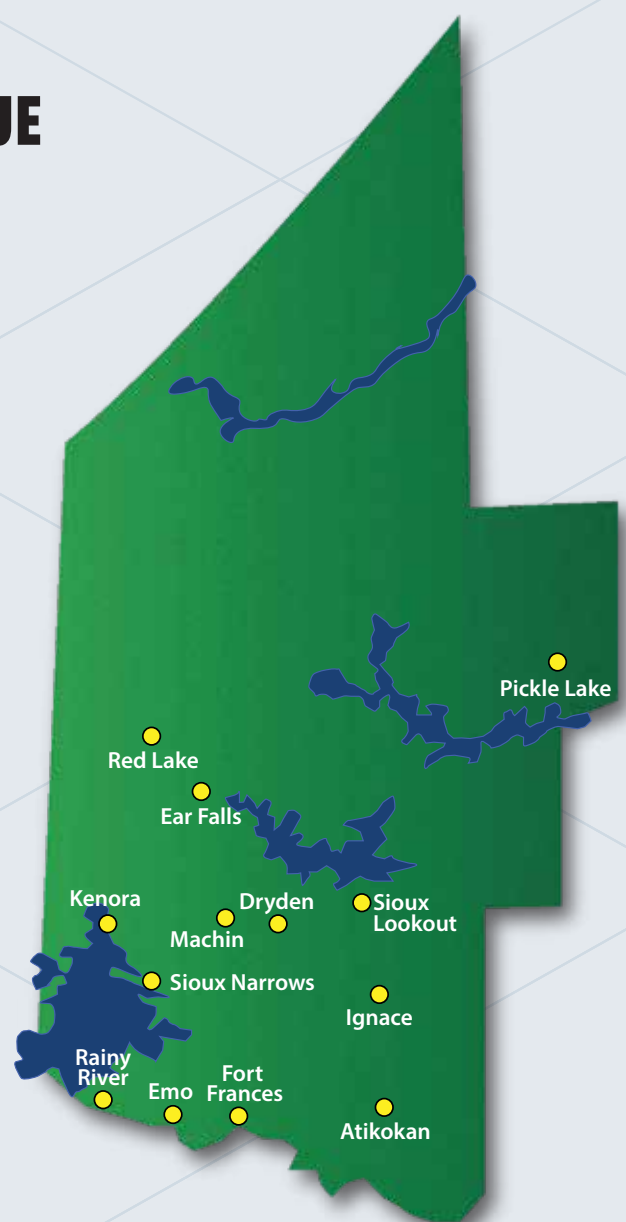 UE
Pickle Lake
Red Lake
Ear Falls
Kenora
Dryden
Sioux
Lookout
Machin
Sioux Narrows
Ignace
Rainy
River
Emo
Fort
Frances
Atikokan